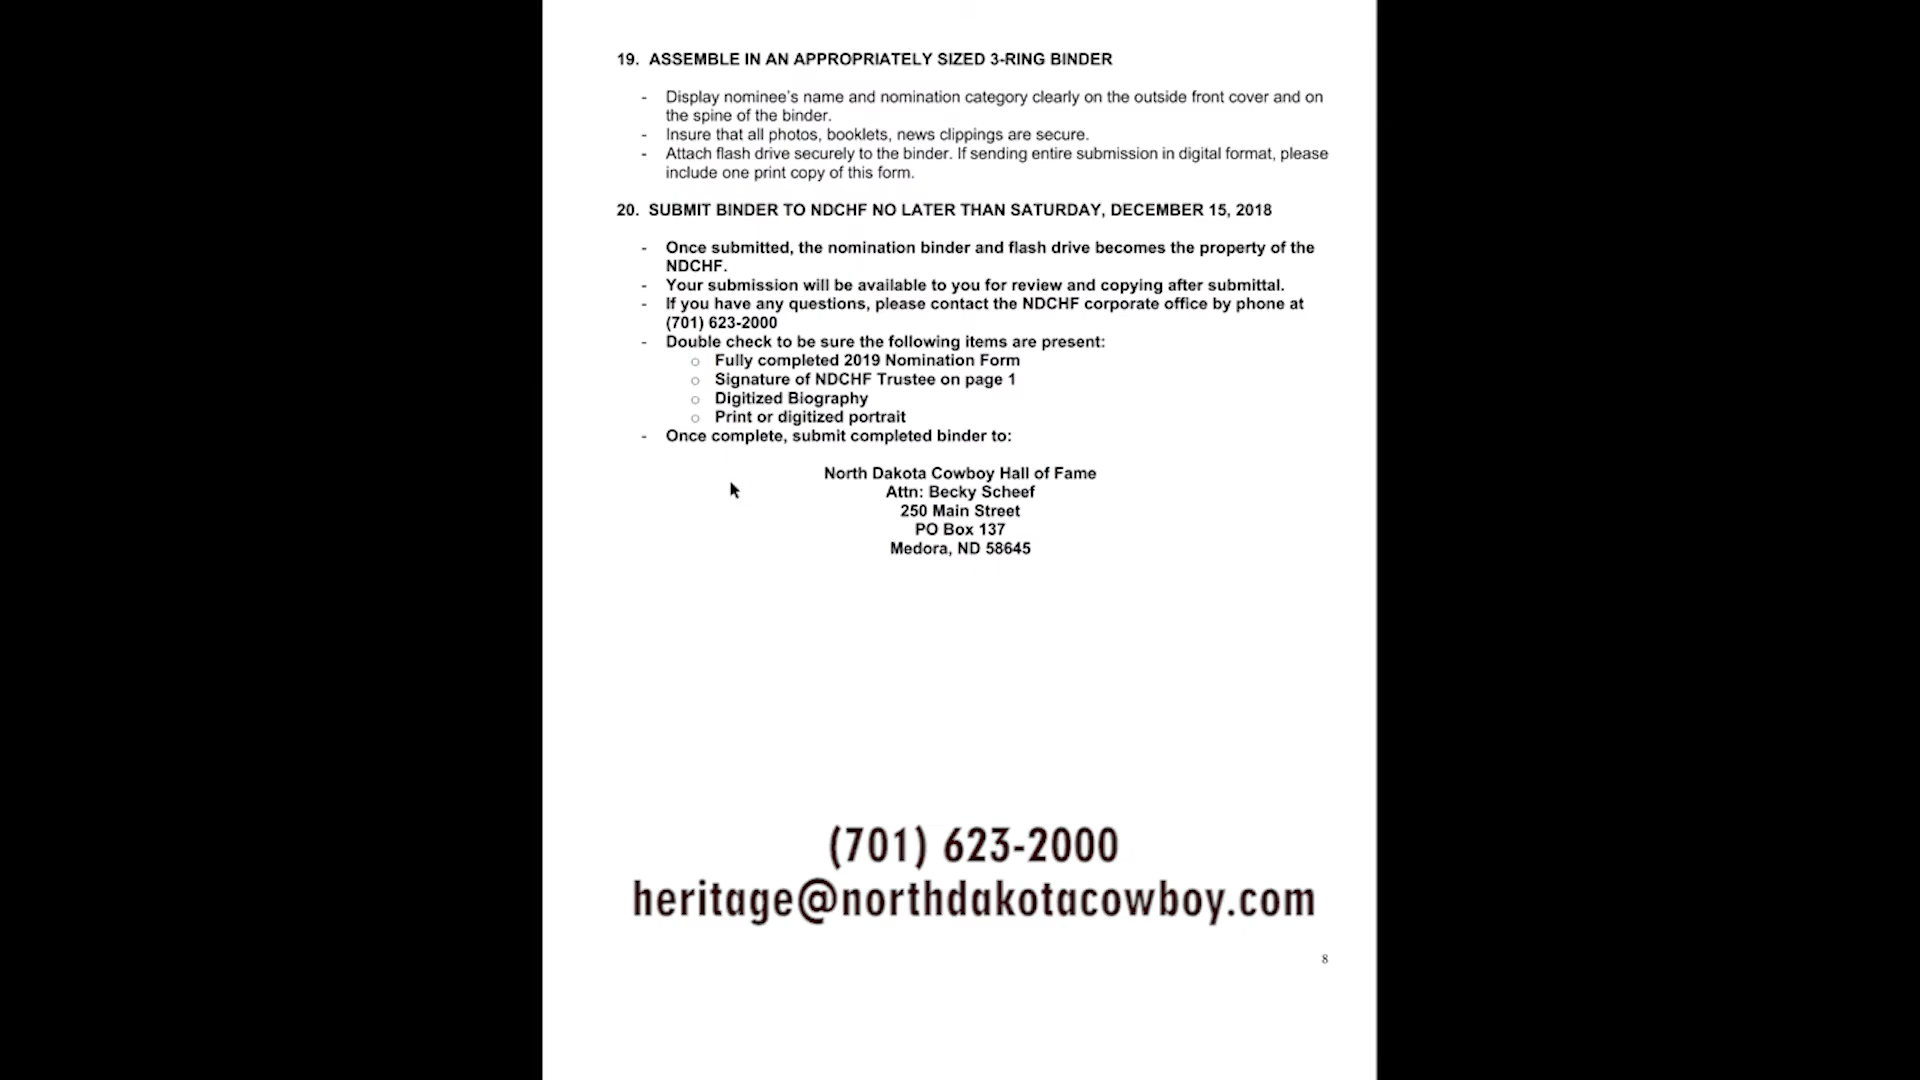 19. ASSEMBLE IN AN APPROPRIATELY SIZED 3-RING BINDER
- Display nominee's name and nomination category clearly on the outside front cover and on
the spine of the binder.
- Insure that all photos, booklets, news clippings are secure.
- Attach flash drive securely to the binder. If sending entire submission in digital format, please
include one print copy of this form.
20. SUBMIT BINDER TO NDCHF NO LATER THAN SATURDAY, DECEMBER 15, 2018
- Once submitted, the nomination binder and flash drive becomes the property of the
NDCHF.
- Your submission will be available to you for review and copying after submittal.
- If you have any questions, please contact the NDCHF corporate office by phone at
(701) 623-2000
- Double check to be sure the following items are present:
o Fully completed 2019 Nomination Form
o Signature of NDCHF Trustee on page 1
o Digitized Biography
o Print or digitized portrait
- Once complete, submit completed binder to:
North Dakota Cowboy Hall of Fame
Attn: Becky Scheef
250 Main Street
PO Box 137
Medora, ND 58645
(701) 623-2000
heritage@northdakotacowboy.com
8